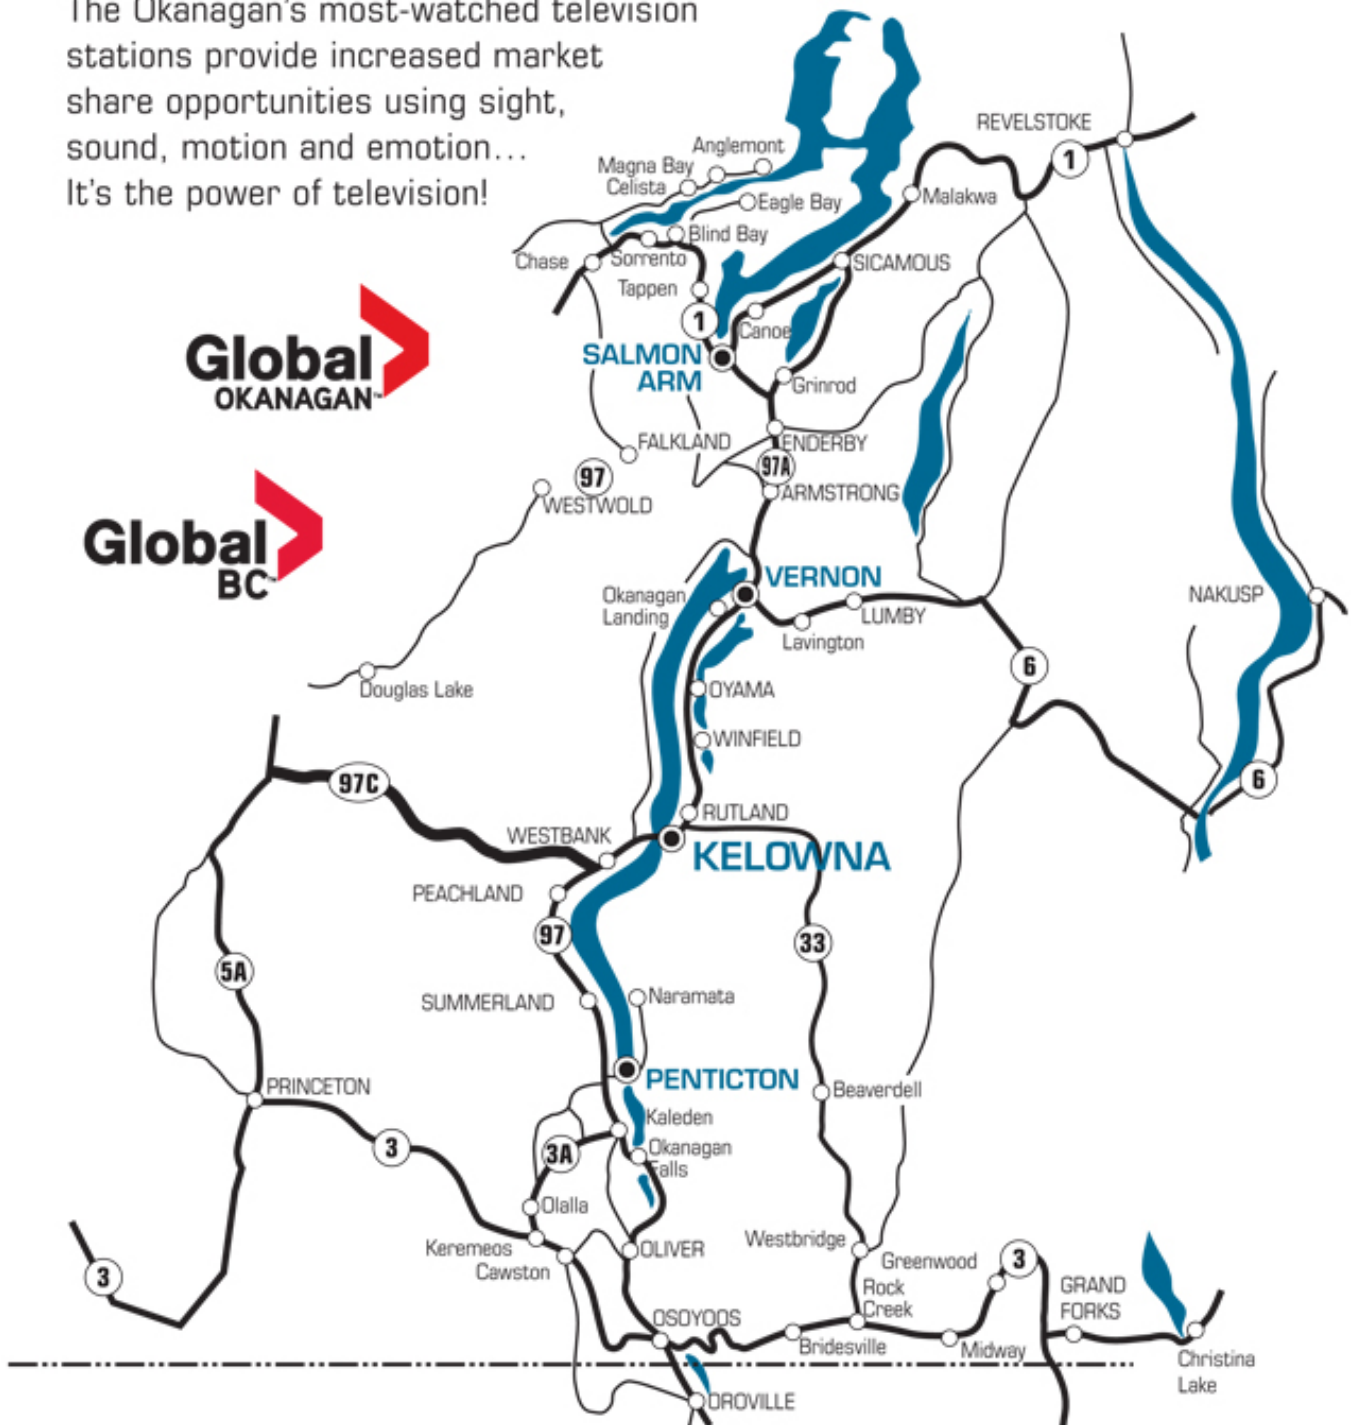 The Okanagan's most-watched television
stations provide increased market
share opportunities using sight,
sound, motion and emotion...
It's the power of television!
REVELSTOKE
1
Anglemont
Magna Bay
Celista
Eagle Bay
Malakwa
Blind Bay
Chase
Sorrento
SICAMOUS
Tappen
1
Canoe
Global
OKANAGAN™
SALMON
ARM
Grinrod
FALKLAND
ENDERBY
97
97A
WESTWOLD
ARMSTRONG
Global
BC™
VERNON
Okanagan
Landing
NAKUSP
LUMBY
Lavington
6
Douglas Lake
OYAMA
WINFIELD
97C
6
RUTLAND
WESTBANK
KELOWNA
PEACHLAND
97
33
5A
SUMMERLAND
Naramata
PENTICTON
PRINCETON
Beaverdell
Kaleden
3
3A
Okanagan
Falls
Olalla
Keremeos
OLIVER
Westbridge
Cawston
Greenwood
3
3
Rock
Creek
GRAND
FORKS
OSOYOOS
Bridesville
Midway
Christina
Lake
OROVILLE